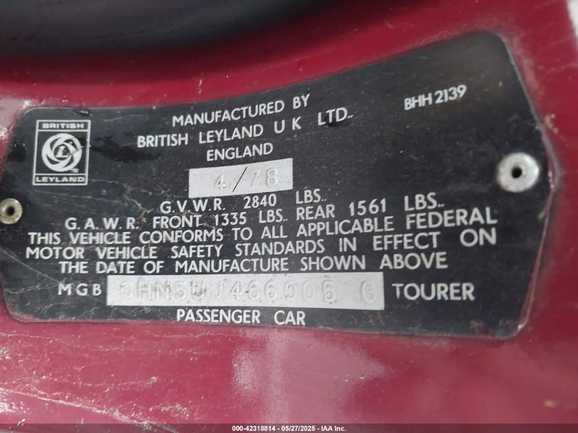 BRITISH
LEYLAND
MANUFACTURED BY
BRITISH LEYLAND U K LTD.
ENGLAND
BHH 2139
4/78
G.V.W.R. 2840 LBS.
G.A.W.R. FRONT 1335 LBS. REAR 1561 LBS.
THIS VEHICLE CONFORMS TO ALL APPLICABLE FEDERAL
MOTOR VEHICLE SAFETY STANDARDS IN EFFECT ON
THE DATE OF MANUFACTURE SHOWN ABOVE
MGB TOURER
PASSENGER CAR
000-42318814 | 05/27/2025 | IAA Inc.